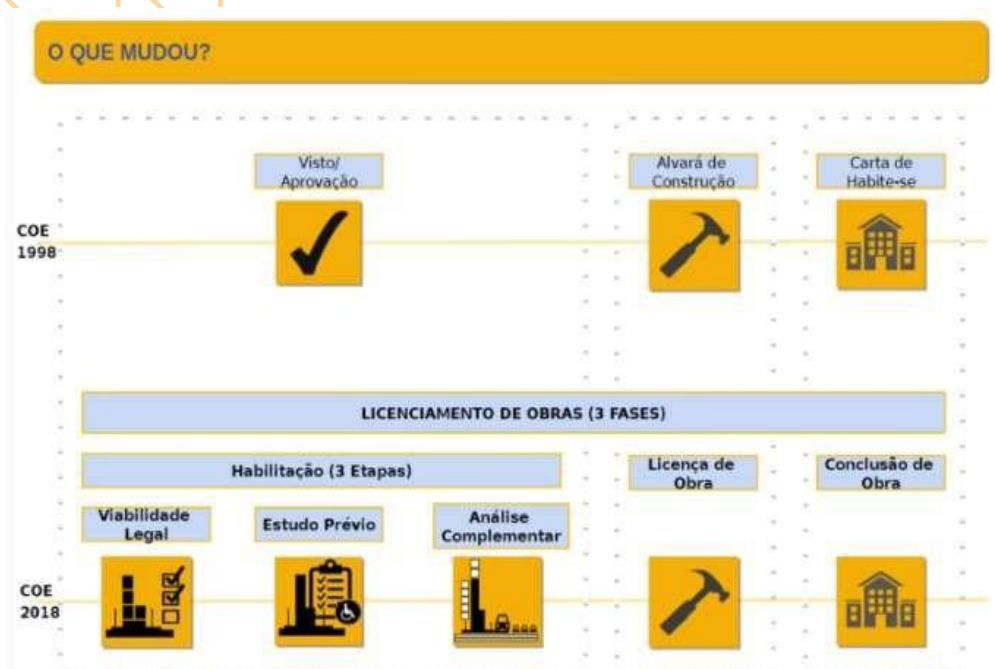 O QUE MUDOU?
Visto/
Aprovação
Alvará de
Construção
Carta de
Habite-se
COE
1998
LICENCIAMENTO DE OBRAS (3 FASES)
Habilitação (3 Etapas)
Licença de
Obra
Conclusão de
Obra
Viabilidade
Legal
Estudo Prévio
Análise
Complementar
COE
2018